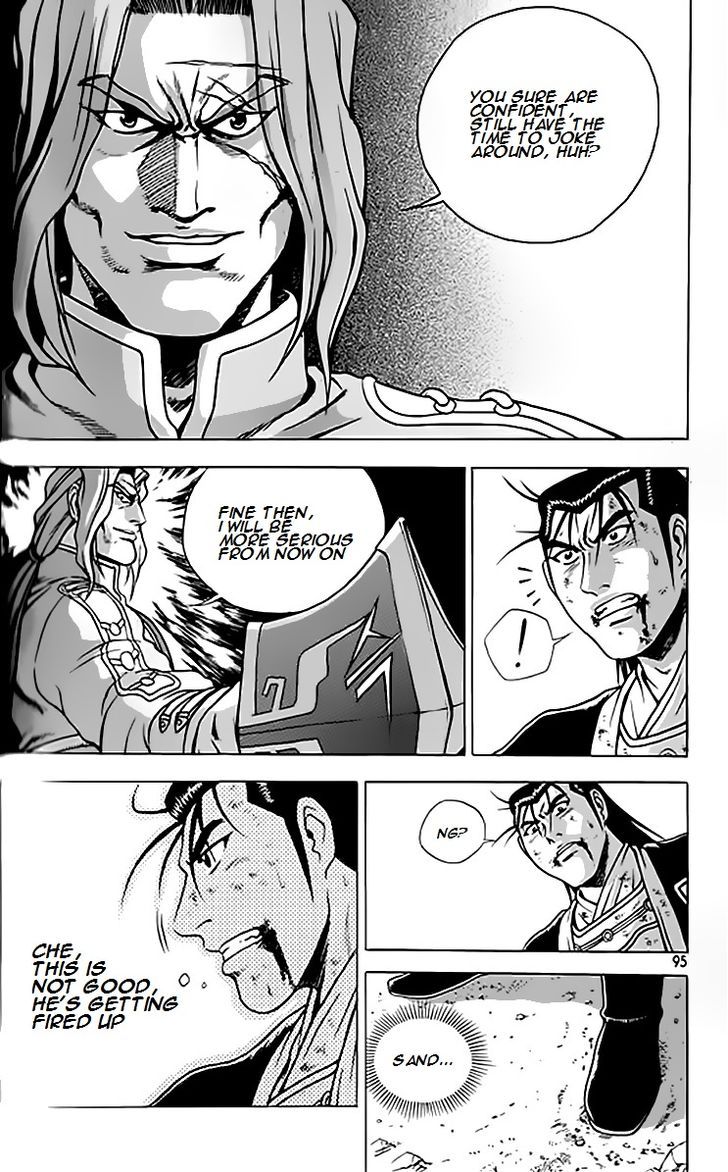 YOU SURE ARE
CONFIDENT,
STILL HAVE THE
TIME TO JOKE
AROUND, HUH?
FINE THEN,
I WILL BE
MORE SERIOUS
FROM NOW ON
!
CHE,
THIS IS
NOT GOOD,
HE'S GETTING
FIRED UP
NG?
95
SAND...